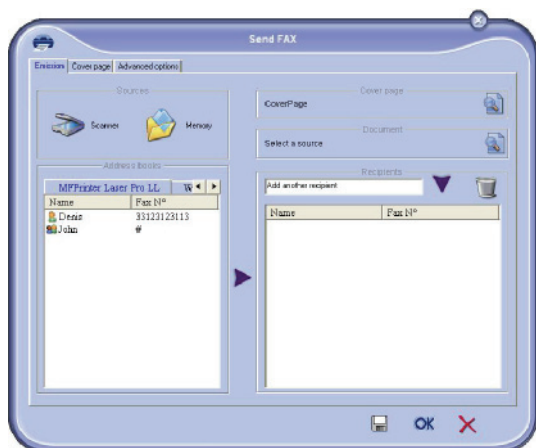 Send FAX
Emission Cover page Advanced options
Sources
Scanner Memory
Cover page
CoverPage
Document
Select a source
Address books
MFPrinter Laser Pro LL W
Name Fax N°
Denis 33123123113
John #
Recipients
Add another recipient
Name Fax N°
OK